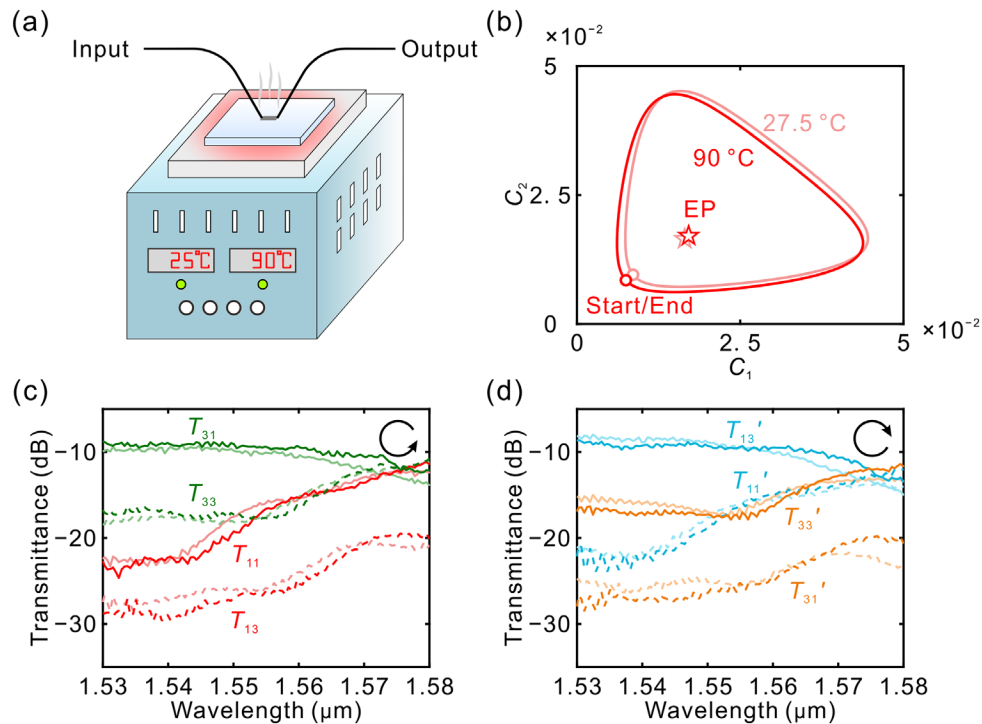 (a)
Input
Output
25°C
90°C
(b)
×10⁻²
5
2.5
0
C₂
27.5 °C
90 °C
EP
Start/End
0
2.5
5
×10⁻²
C₁
(c)
−10
−20
−30
Transmittance (dB)
T₃₁
T₃₃
T₁₁
T₁₃
1.53 1.54 1.55 1.56 1.57 1.58
Wavelength (μm)
(d)
−10
−20
−30
Transmittance (dB)
T₁₃′
T₁₁′
T₃₃′
T₃₁′
1.53 1.54 1.55 1.56 1.57 1.58
Wavelength (μm)